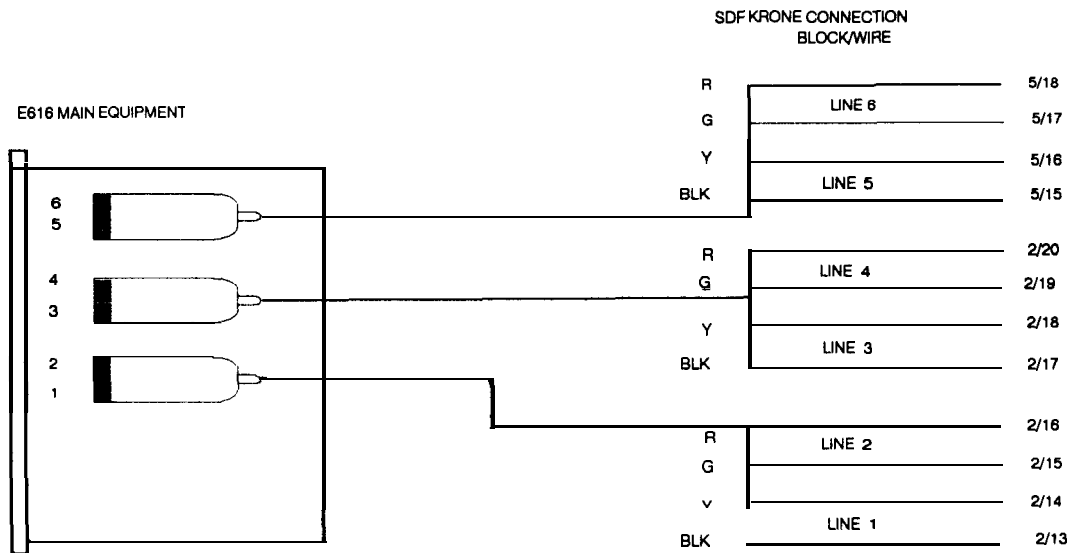 SDF KRONE CONNECTION
BLOCK/WIRE
E616 MAIN EQUIPMENT
R 5/18
LINE 6
G 5/17
Y 5/16
LINE 5
BLK 5/15
6
5
R 2/20
LINE 4
4 G 2/19
3 Y 2/18
LINE 3
BLK 2/17
2
1
R 2/16
LINE 2
G 2/15
Y 2/14
LINE 1
BLK 2/13